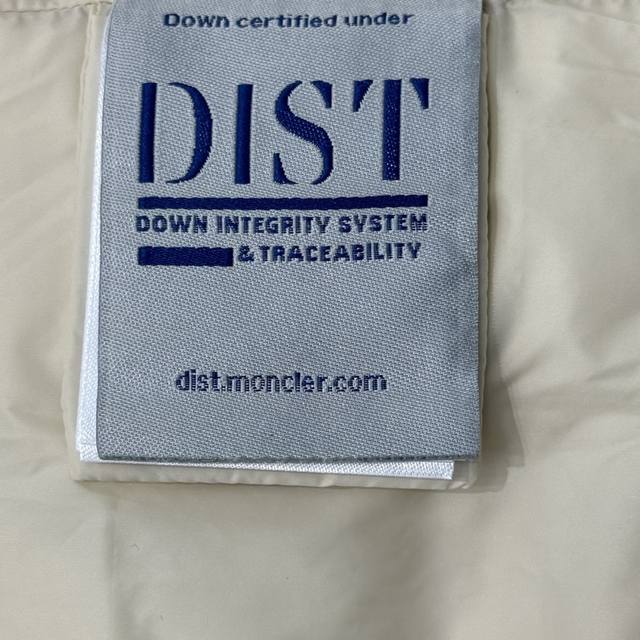 Down certified under
DIST
DOWN INTEGRITY SYSTEM
& TRACEABILITY
dist.moncler.com